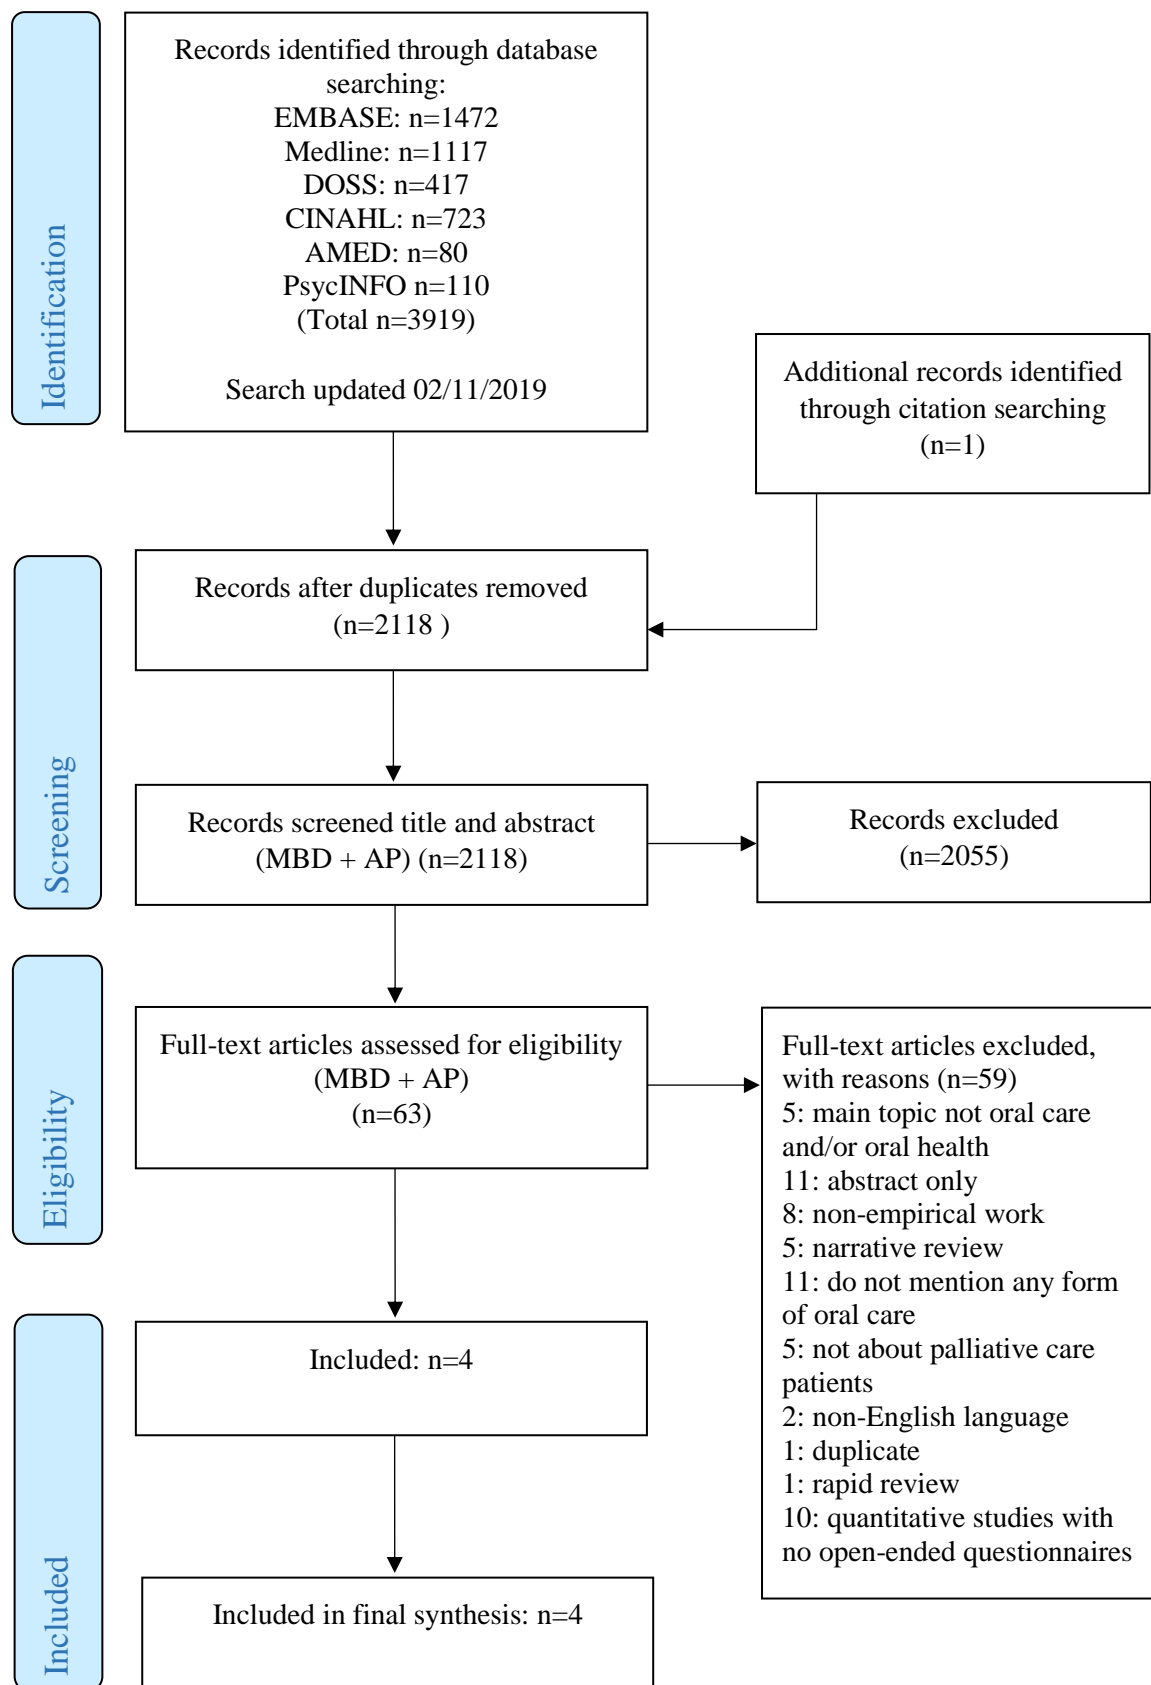 Identification
Records identified through database
searching:
EMBASE: n=1472
Medline: n=1117
DOSS: n=417
CINAHL: n=723
AMED: n=80
PsycINFO n=110
(Total n=3919)
Search updated 02/11/2019
Additional records identified
through citation searching
(n=1)
Screening
Records after duplicates removed
(n=2118 )
Records screened title and abstract
(MBD + AP) (n=2118)
Records excluded
(n=2055)
Eligibility
Full-text articles assessed for eligibility
(MBD + AP)
(n=63)
Full-text articles excluded,
with reasons (n=59)
5: main topic not oral care
and/or oral health
11: abstract only
8: non-empirical work
5: narrative review
11: do not mention any form
of oral care
5: not about palliative care
patients
2: non-English language
1: duplicate
1: rapid review
10: quantitative studies with
no open-ended questionnaires
Included
Included: n=4
Included in final synthesis: n=4